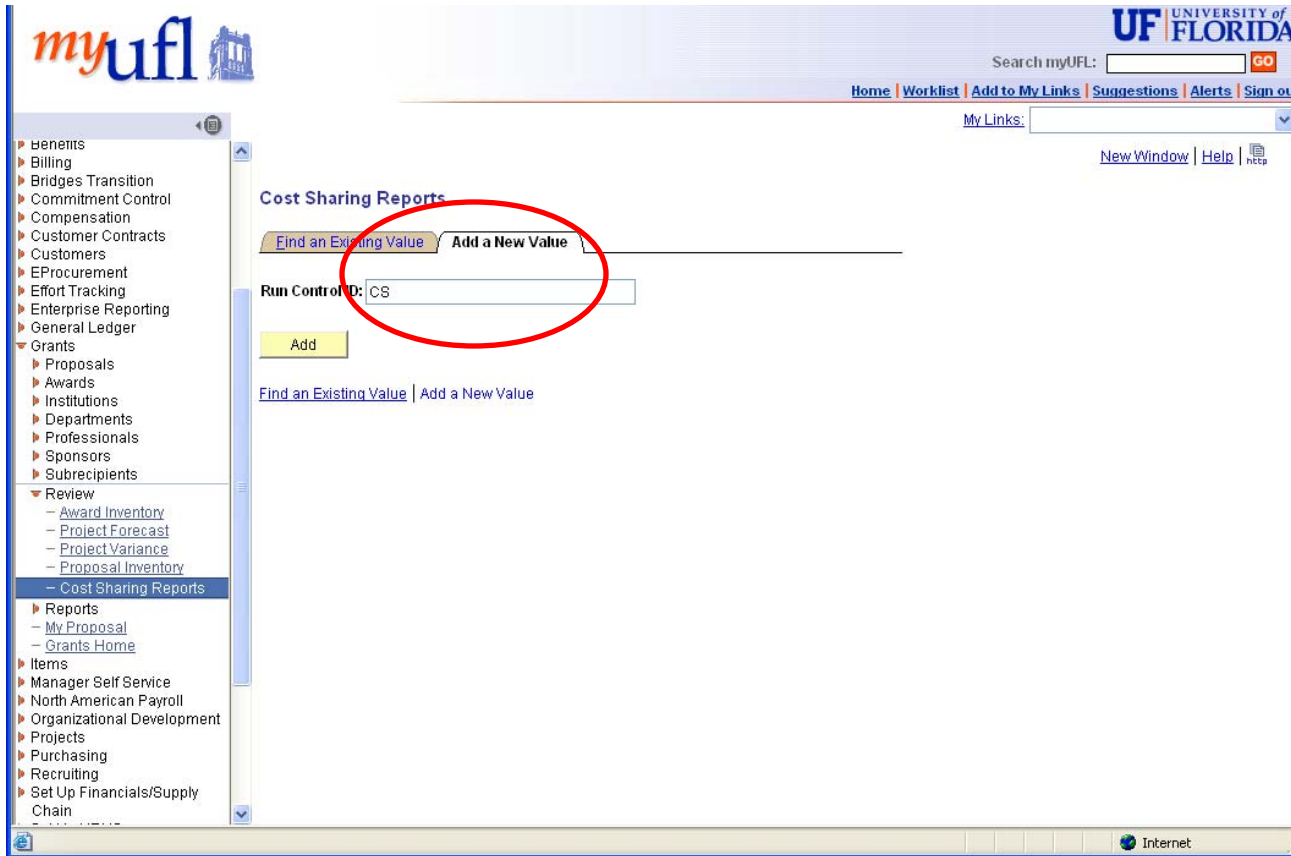 myufl
UF UNIVERSITY of FLORIDA
Search myUFL: GO
Home | Worklist | Add to My Links | Suggestions | Alerts | Sign ou
My Links:
New Window | Help | http
Benefits
Billing
Bridges Transition
Commitment Control
Compensation
Customer Contracts
Customers
EProcurement
Effort Tracking
Enterprise Reporting
General Ledger
Grants
Proposals
Awards
Institutions
Departments
Professionals
Sponsors
Subrecipients
Review
– Award Inventory
– Project Forecast
– Project Variance
– Proposal Inventory
– Cost Sharing Reports
Reports
– My Proposal
– Grants Home
Items
Manager Self Service
North American Payroll
Organizational Development
Projects
Purchasing
Recruiting
Set Up Financials/Supply
Chain
Cost Sharing Reports
Find an Existing Value Add a New Value
Run Control ID: CS
Add
Find an Existing Value | Add a New Value
Internet